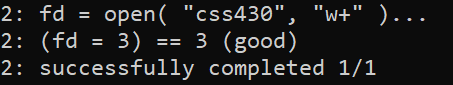 2: fd = open( "css430", "w+" )...
2: (fd = 3) == 3 (good)
2: successfully completed 1/1